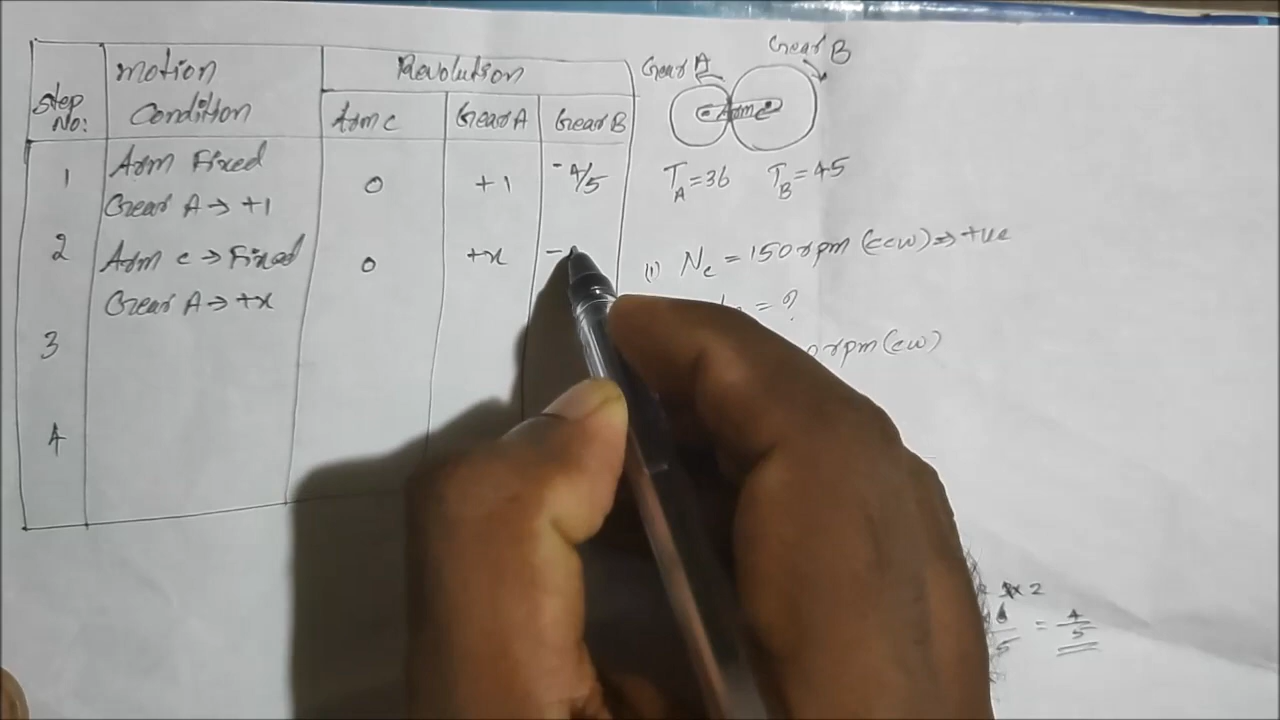 Step No:
Motion Condition
Revolution
Arm C
Gear A
Gear B
1
Arm Fixed
Gear A → +1
0
+1
-4/5
2
Arm C → Fixed
Gear A → +x
0
+x
-
3
4
Gear A
Gear B
Arm C
T_A = 36 T_B = 45
(i) N_C = 150 rpm (ccw) ⇒ +ve
= ?
0 rpm (cw)
= 4/5